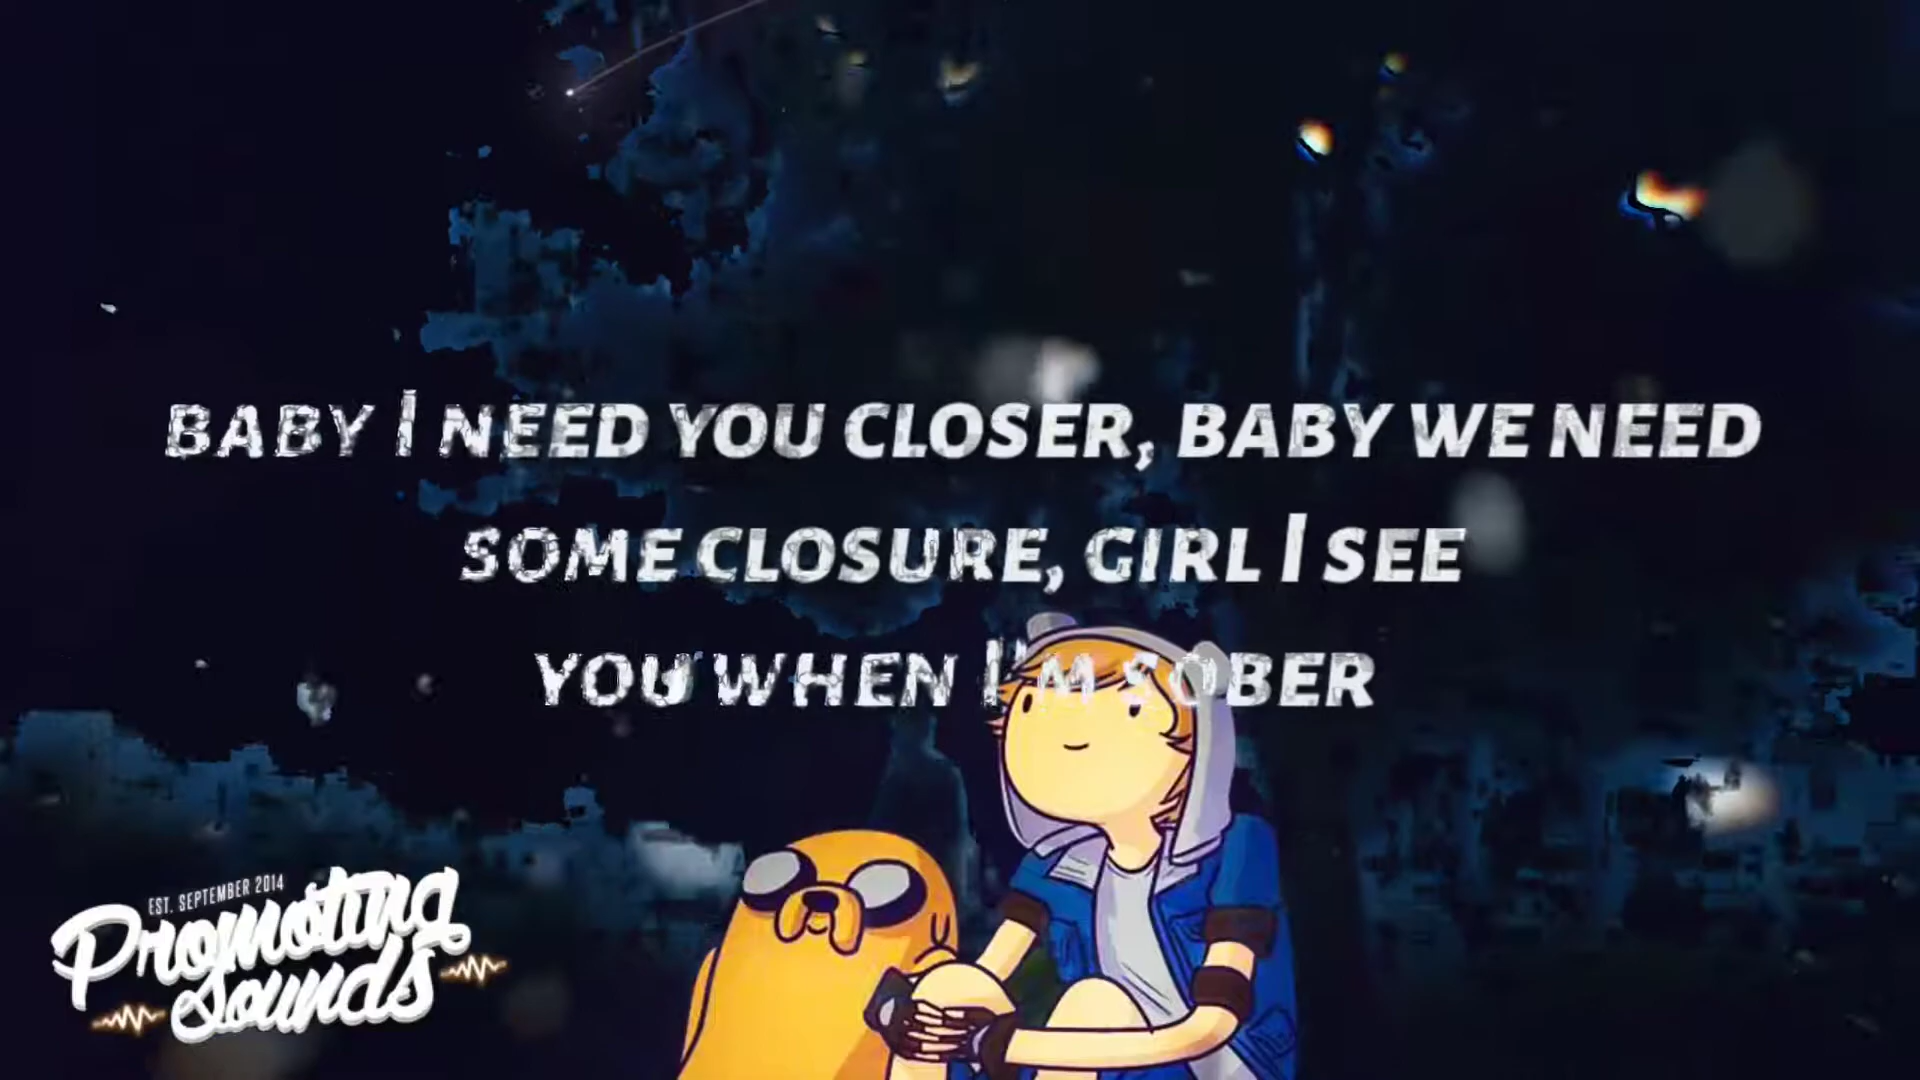 BABY I NEED YOU CLOSER, BABY WE NEED
SOME CLOSURE, GIRL I SEE
YOU WHEN I'M SOBER
EST. SEPTEMBER 2014
Promoting
Sounds